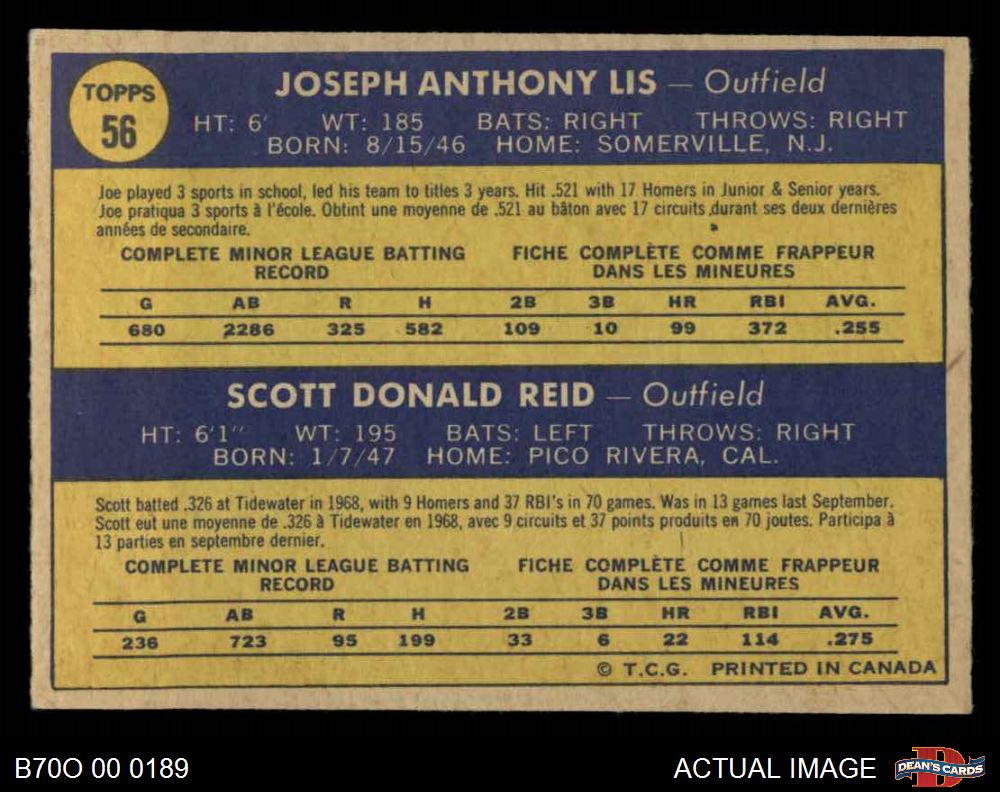 TOPPS
56
JOSEPH ANTHONY LIS — Outfield
HT: 6' WT: 185 BATS: RIGHT THROWS: RIGHT
BORN: 8/15/46 HOME: SOMERVILLE, N.J.
Joe played 3 sports in school, led his team to titles 3 years. Hit .521 with 17 Homers in Junior & Senior years.
Joe pratiqua 3 sports à l'école. Obtint une moyenne de .521 au bâton avec 17 circuits durant ses deux dernières
années de secondaire.
COMPLETE MINOR LEAGUE BATTING RECORD
FICHE COMPLÈTE COMME FRAPPEUR DANS LES MINEURES
G AB R H 2B 3B HR RBI AVG.
680 2286 325 582 109 10 99 372 .255
SCOTT DONALD REID — Outfield
HT: 6'1" WT: 195 BATS: LEFT THROWS: RIGHT
BORN: 1/7/47 HOME: PICO RIVERA, CAL.
Scott batted .326 at Tidewater in 1968, with 9 Homers and 37 RBI's in 70 games. Was in 13 games last September.
Scott eut une moyenne de .326 à Tidewater en 1968, avec 9 circuits et 37 points produits en 70 joutes. Participa à
13 parties en septembre dernier.
COMPLETE MINOR LEAGUE BATTING RECORD
FICHE COMPLÈTE COMME FRAPPEUR DANS LES MINEURES
G AB R H 2B 3B HR RBI AVG.
236 723 95 199 33 6 22 114 .275
© T.C.G. PRINTED IN CANADA
B70O 00 0189
ACTUAL IMAGE
DEAN'S CARDS